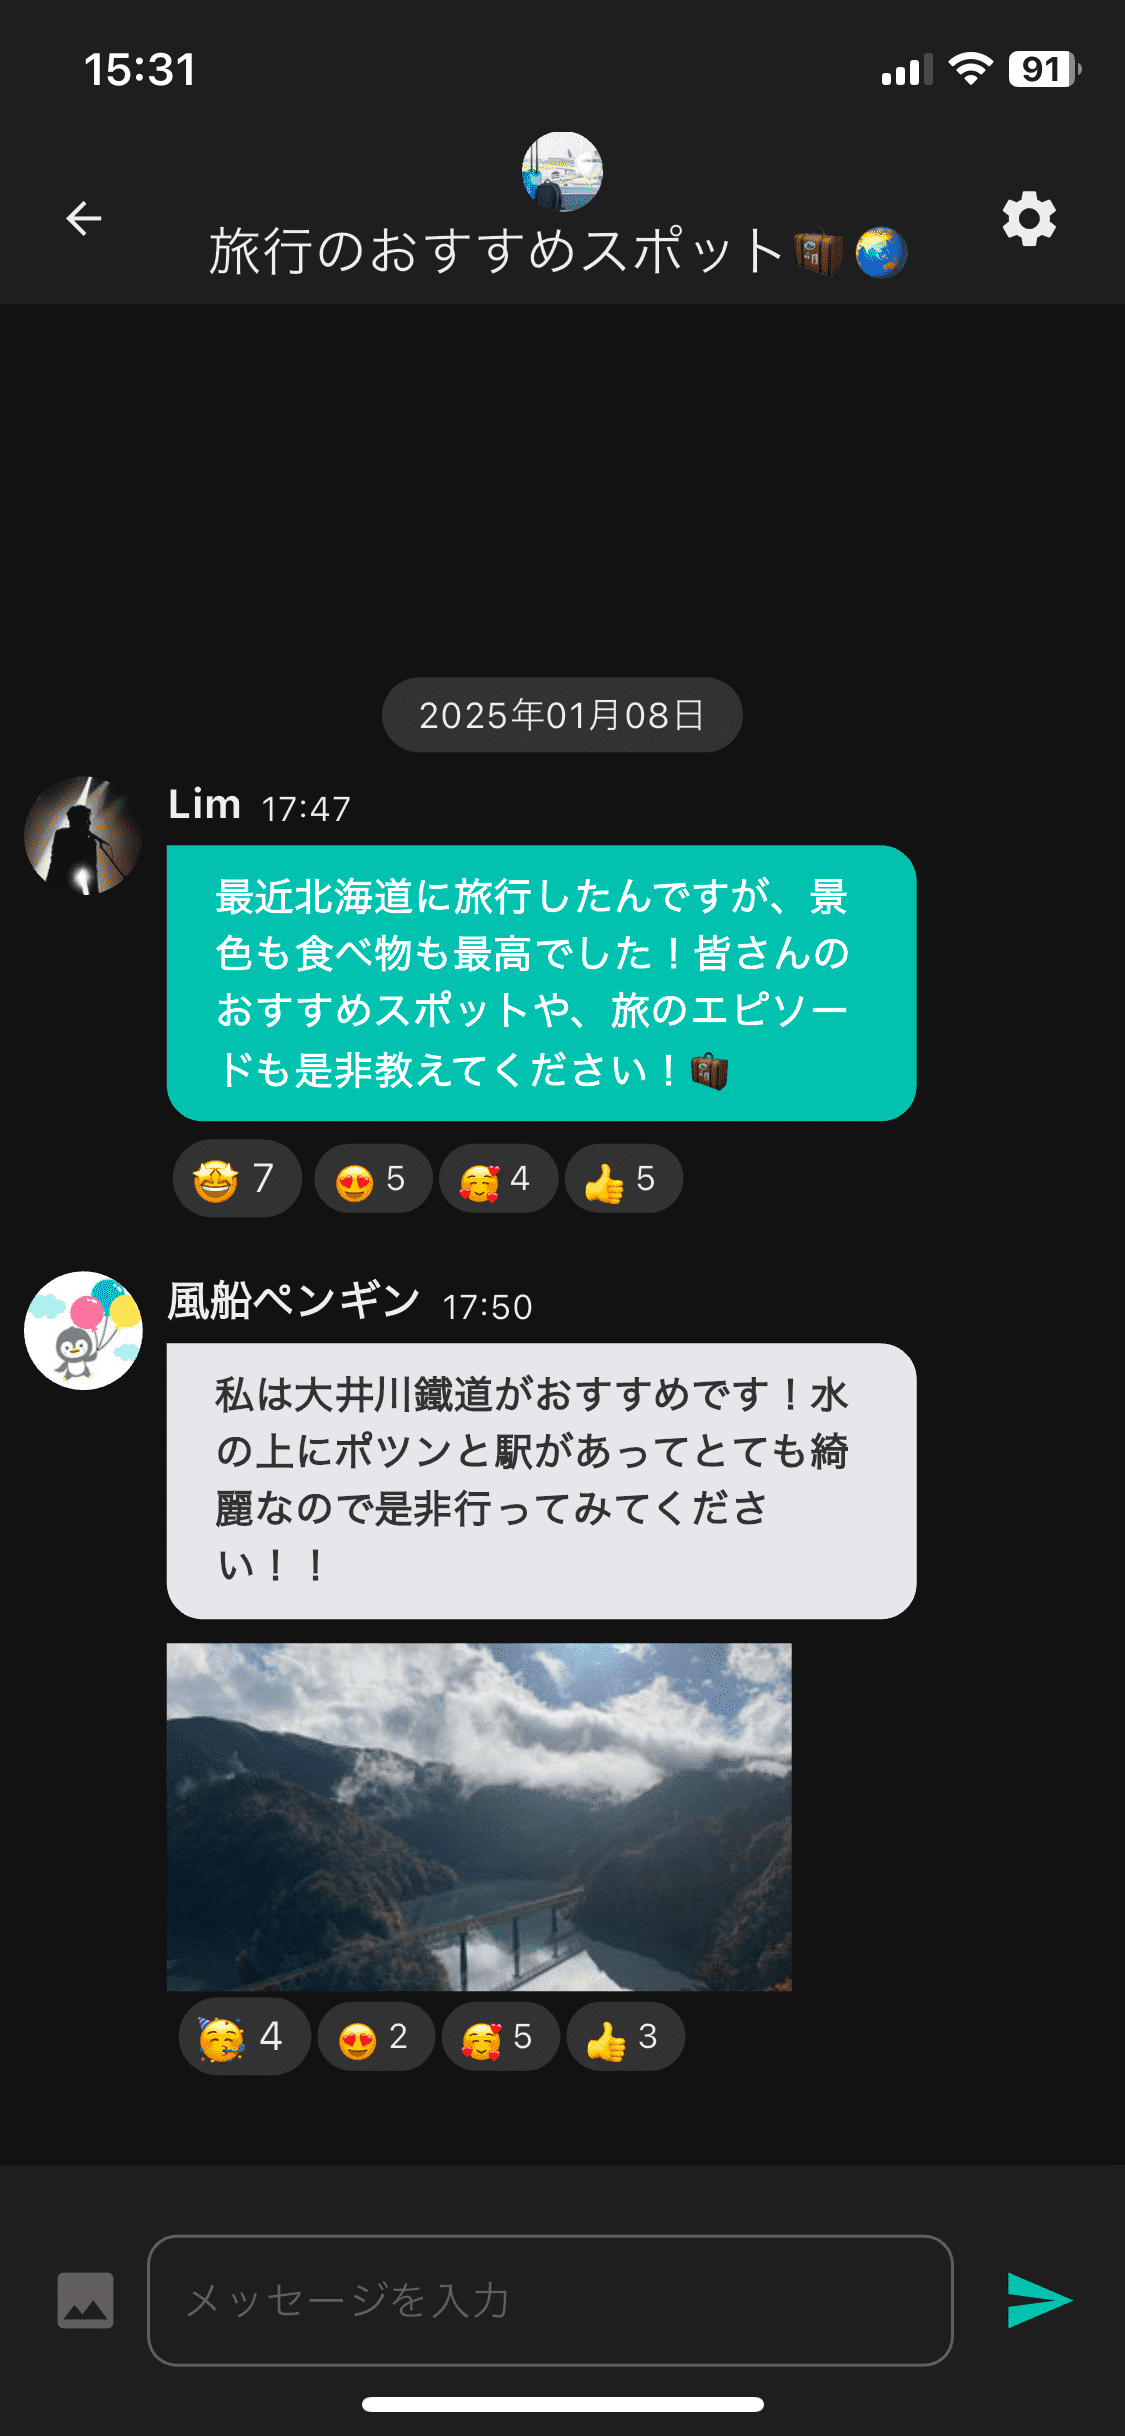 15:31
91
旅行のおすすめスポット🧳🌏
2025年01月08日
Lim 17:47
最近北海道に旅行したんですが、景
色も食べ物も最高でした！皆さんの
おすすめスポットや、旅のエピソー
ドも是非教えてください！🧳
🤩 7 😍 5 🥰 4 👍 5
風船ペンギン 17:50
私は大井川鐵道がおすすめです！水
の上にポツンと駅があってとても綺
麗なので是非行ってみてくださ
い！！
🥳 4 😍 2 🥰 5 👍 3
メッセージを入力